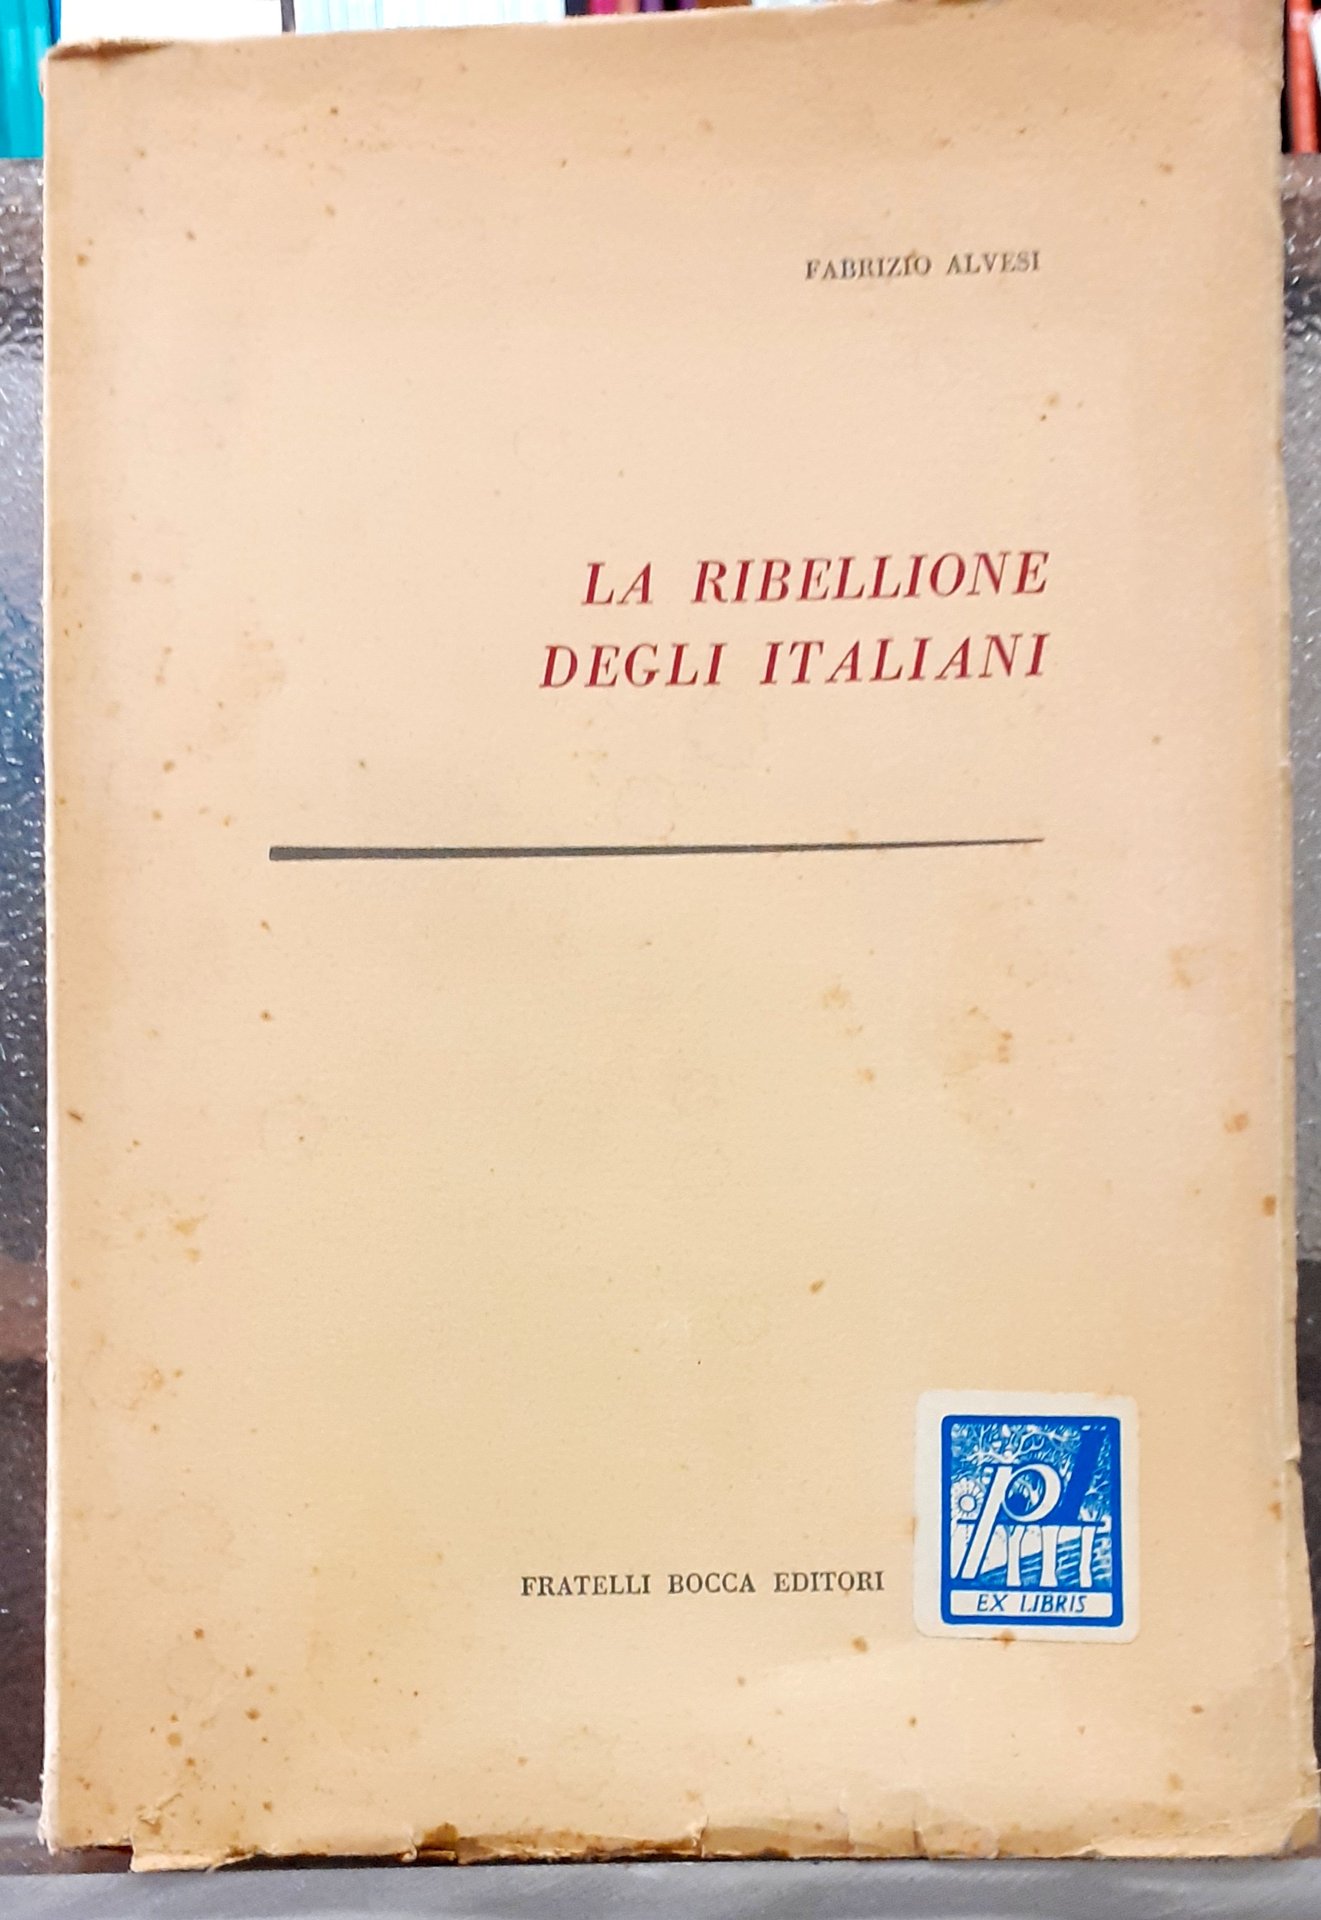 FABRIZIO ALVESI
LA RIBELLIONE
DEGLI ITALIANI
FRATELLI BOCCA EDITORI
EX LIBRIS